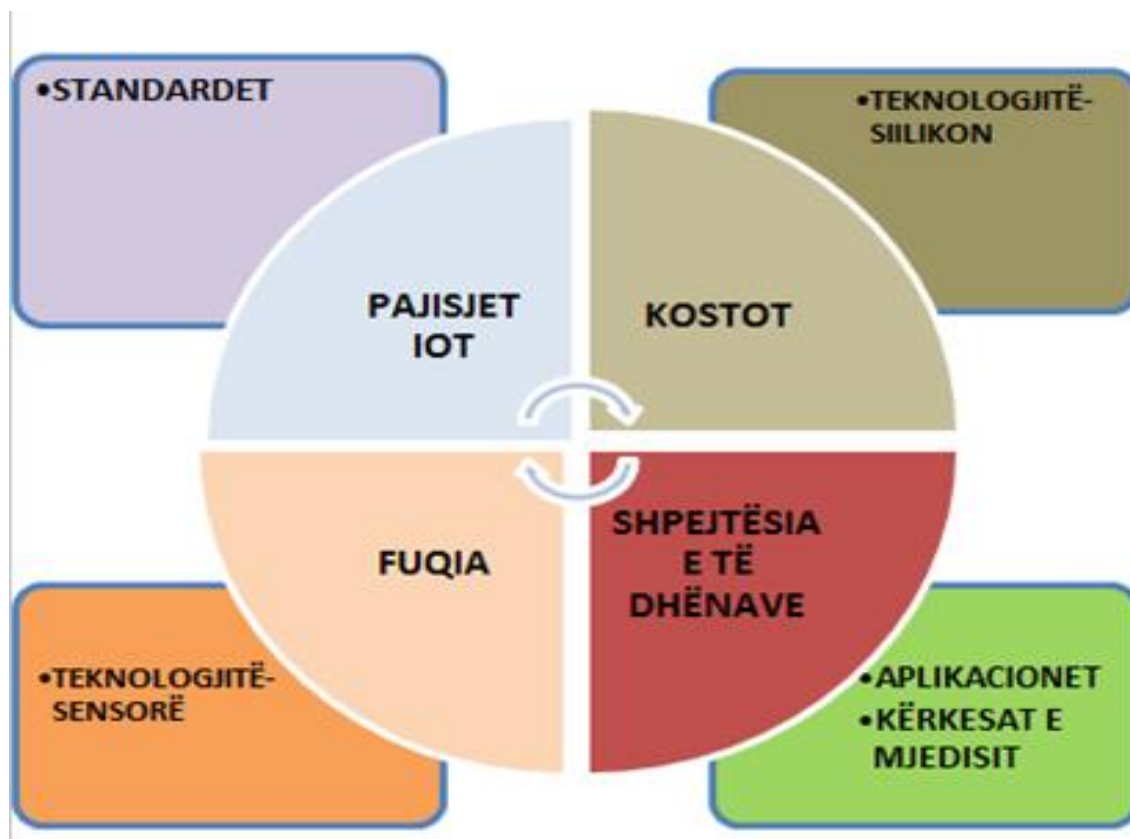 •STANDARDET
•TEKNOLOGJITË-
SIILIKON
PAJISJET
IOT
KOSTOT
FUQIA
SHPEJTËSIA
E TË
DHËNAVE
•TEKNOLOGJITË-
SENSORË
•APLIKACIONET
•KËRKESAT E
MJEDISIT